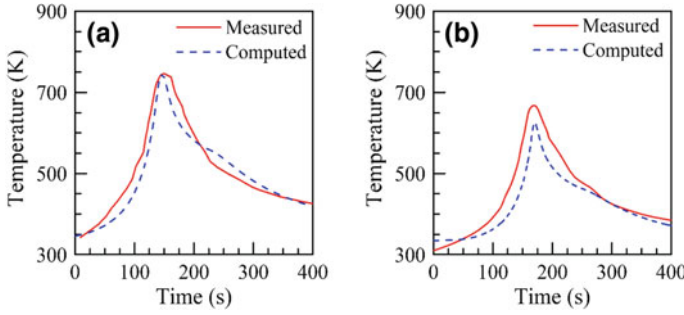 (a)
Measured
Computed
Temperature (K)
900
700
500
300
0
100
200
300
400
Time (s)
(b)
Measured
Computed
Temperature (K)
900
700
500
300
0
100
200
300
400
Time (s)